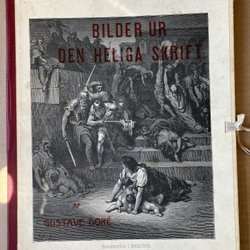 BILDER UR
DEN HELIGA SKRIFT
AF
GUSTAVE DORÉ